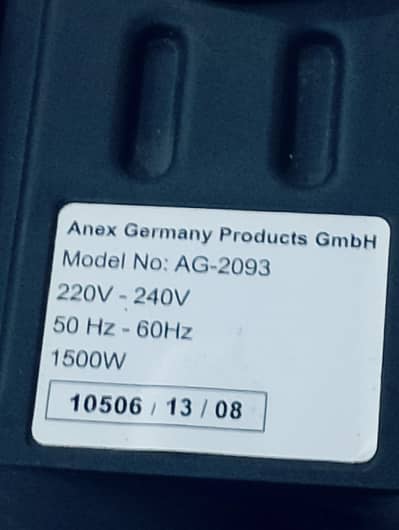 Anex Germany Products GmbH
Model No: AG-2093
220V - 240V
50 Hz - 60Hz
1500W
10506 / 13 / 08